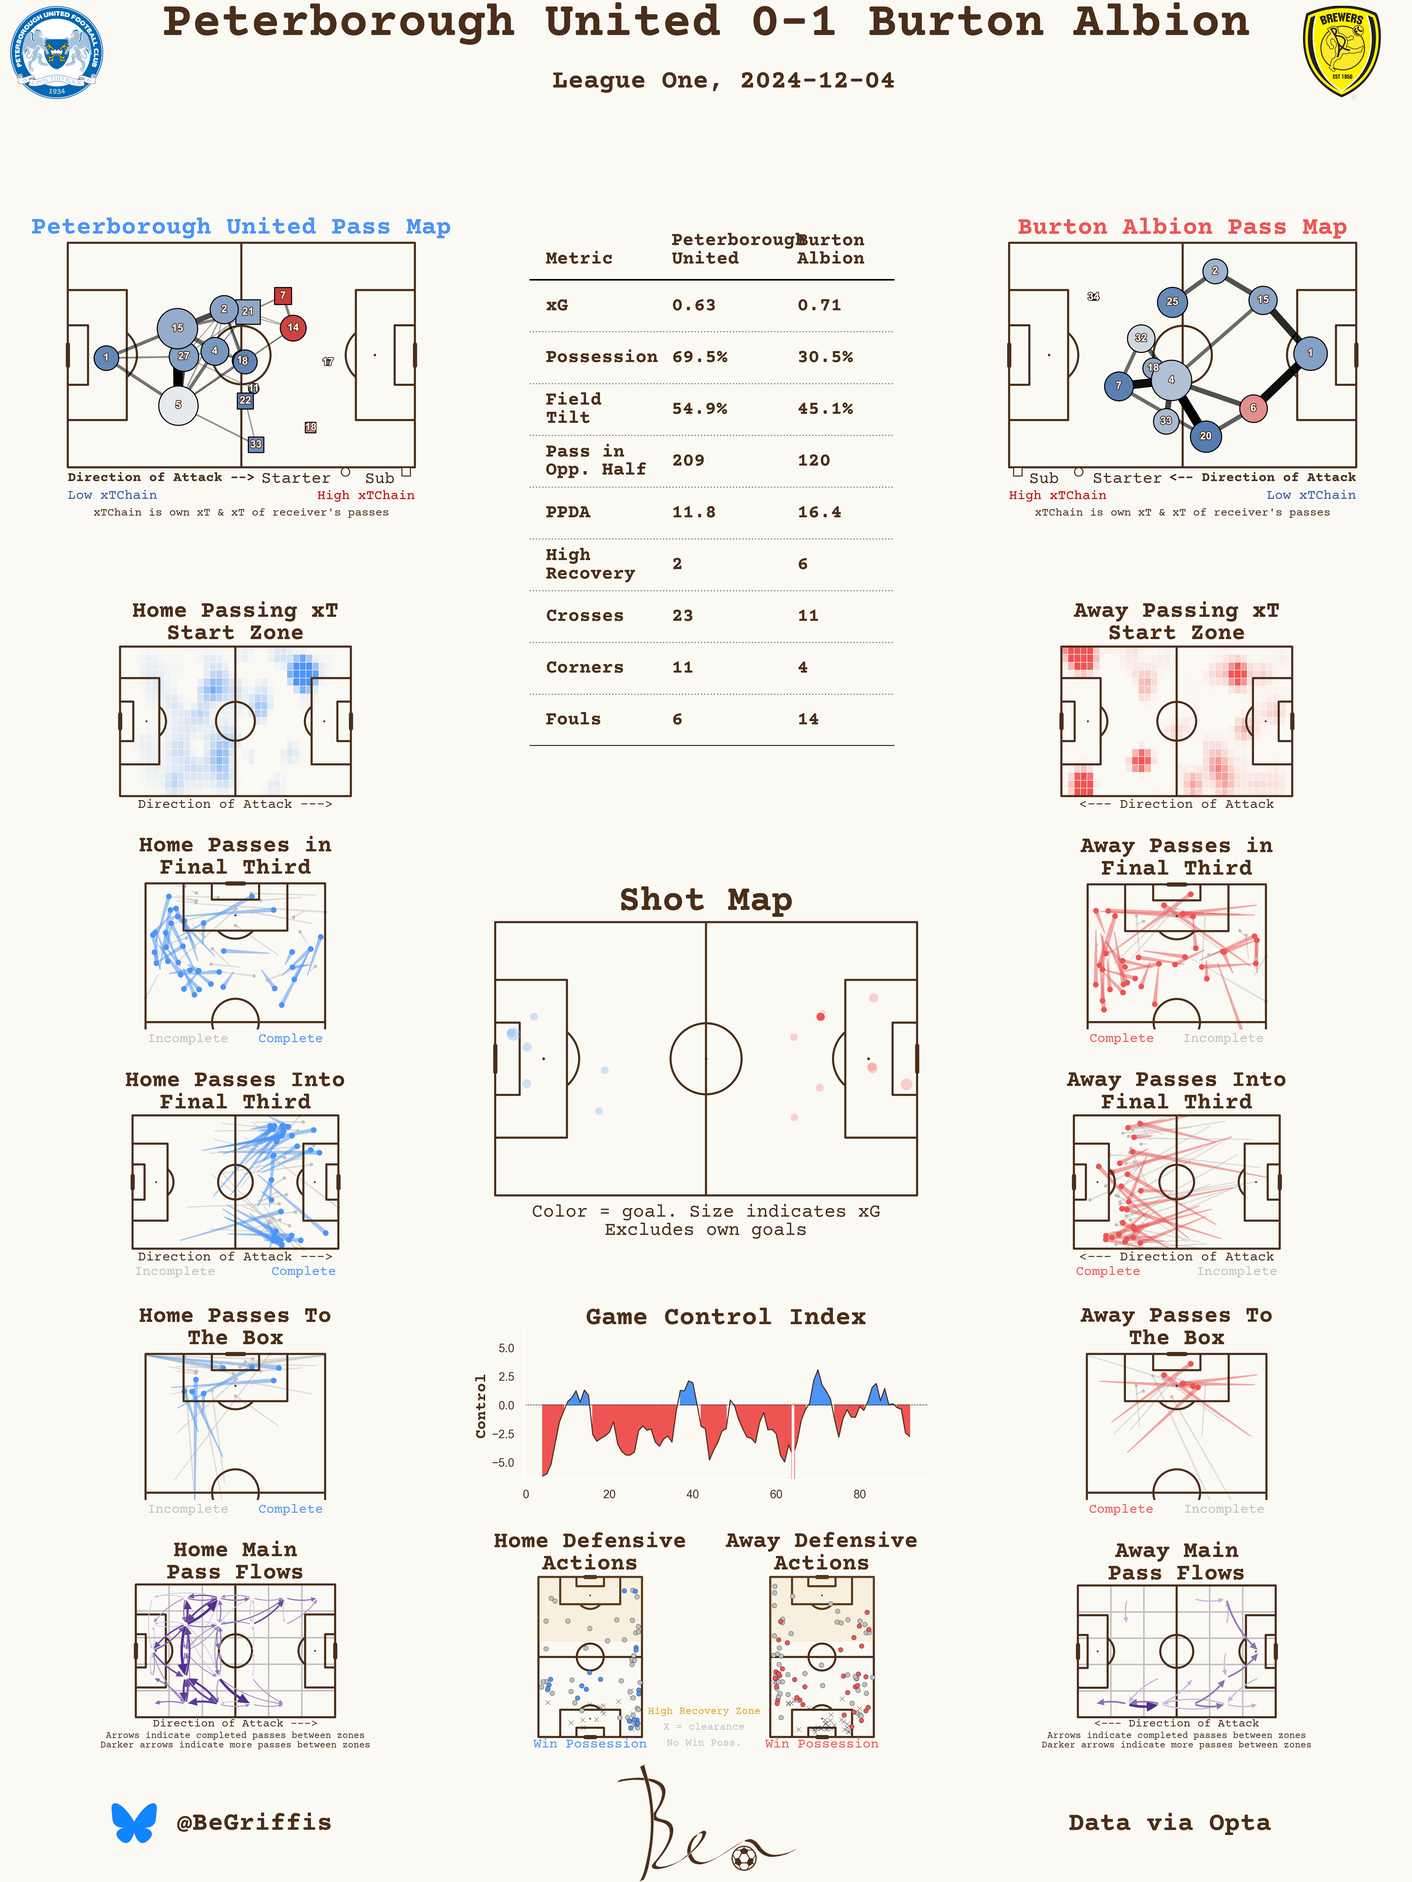 Peterborough United 0-1 Burton Albion
League One, 2024-12-04
PETERBOROUGH UNITED FOOTBALL CLUB
1934
BREWERS
EST 1950
Peterborough United Pass Map
1
15
27
5
2
4
21
18
7
14
17
11
22
33
18
Direction of Attack --> Starter Sub
Low xTChain High xTChain
xTChain is own xT & xT of receiver's passes
Metric Peterborough United Burton Albion
xG 0.63 0.71
Possession 69.5% 30.5%
Field Tilt 54.9% 45.1%
Pass in Opp. Half 209 120
PPDA 11.8 16.4
High Recovery 2 6
Crosses 23 11
Corners 11 4
Fouls 6 14
Burton Albion Pass Map
34
2
25
15
32
18
4
7
33
20
6
1
Sub Starter <-- Direction of Attack
High xTChain Low xTChain
xTChain is own xT & xT of receiver's passes
Home Passing xT
Start Zone
Direction of Attack --->
Away Passing xT
Start Zone
<--- Direction of Attack
Home Passes in
Final Third
Incomplete Complete
Away Passes in
Final Third
Complete Incomplete
Shot Map
Color = goal. Size indicates xG
Excludes own goals
Home Passes Into
Final Third
Direction of Attack --->
Incomplete Complete
Away Passes Into
Final Third
<--- Direction of Attack
Complete Incomplete
Home Passes To
The Box
Incomplete Complete
Game Control Index
Control
5.0
2.5
0.0
−2.5
−5.0
0 20 40 60 80
Away Passes To
The Box
Complete Incomplete
Home Main
Pass Flows
Direction of Attack --->
Arrows indicate completed passes between zones
Darker arrows indicate more passes between zones
Home Defensive
Actions
Win Possession
High Recovery Zone
X = clearance
No Win Poss.
Away Defensive
Actions
Win Possession
Away Main
Pass Flows
<--- Direction of Attack
Arrows indicate completed passes between zones
Darker arrows indicate more passes between zones
@BeGriffis
Ben
Data via Opta